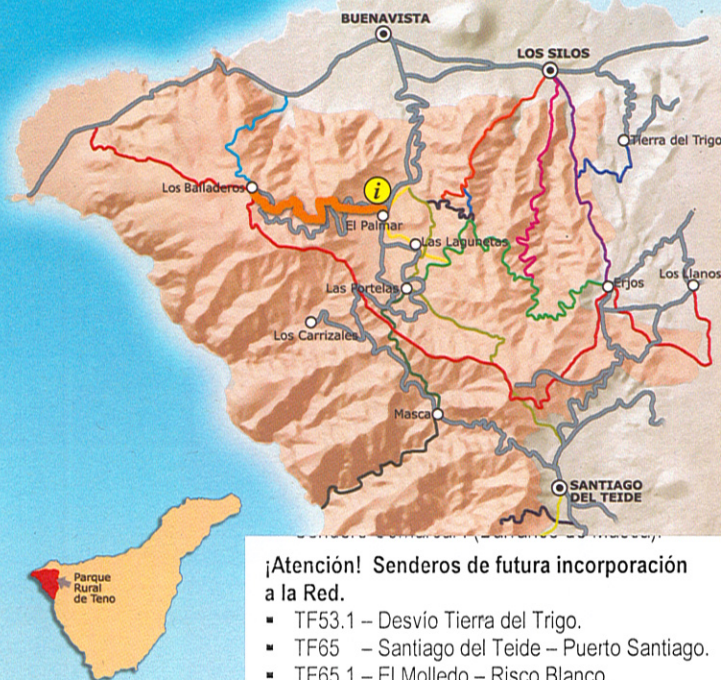 BUENAVISTA
LOS SILOS
Tierra del Trigo
Los Bailaderos
i
El Palmar
Las Lagunetas
Las Portelas
Erjos
Los Llanos
Los Carrizales
Masca
SANTIAGO
DEL TEIDE
Parque
Rural
de Teno
¡Atención! Senderos de futura incorporación
a la Red.
▪ TF53.1 – Desvío Tierra del Trigo.
▪ TF65 – Santiago del Teide – Puerto Santiago.
▪ TF65.1 – El Molledo – Risco Blanco